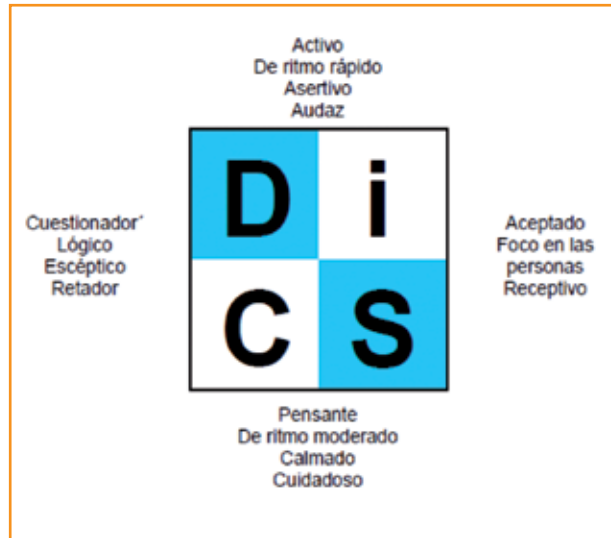 Activo
De ritmo rápido
Asertivo
Audaz
D i
Cuestionador´
Lógico
Escéptico
Retador
Aceptado
Foco en las
personas
Receptivo
C S
Pensante
De ritmo moderado
Calmado
Cuidadoso